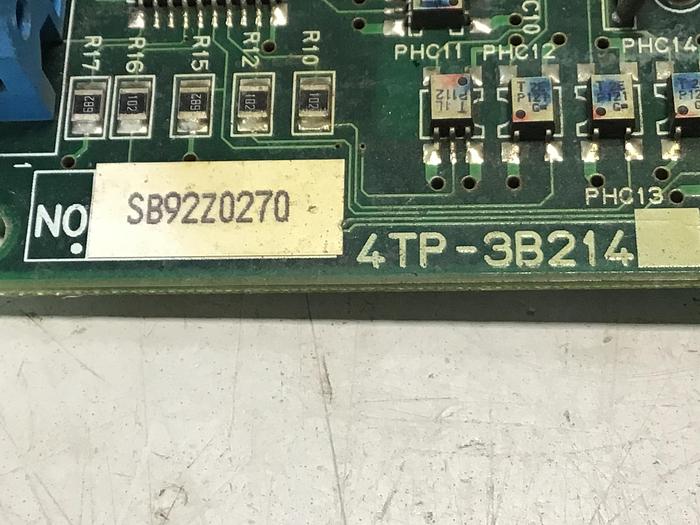 PHC11 PHC12 PHC14
R17 R16 R15 R12 R10
682 102 682 102 102
PHC13
NO. SB92Z0270
4TP-3B214